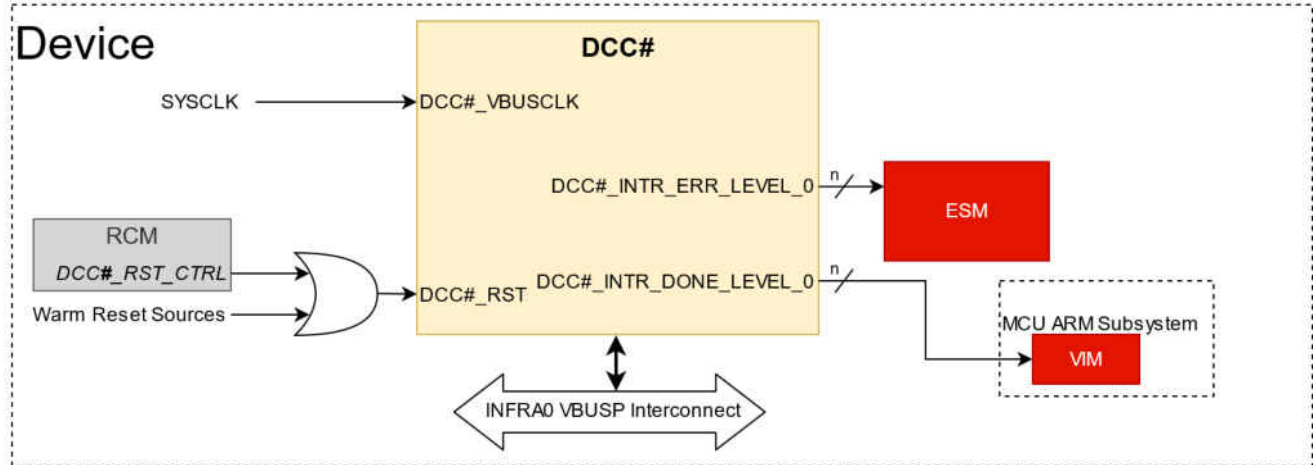 Device
DCC#
SYSCLK
DCC#_VBUSCLK
DCC#_INTR_ERR_LEVEL_0
n
ESM
RCM
DCC#_RST_CTRL
Warm Reset Sources
DCC#_RST
DCC#_INTR_DONE_LEVEL_0
n
MCU ARM Subsystem
VIM
INFRA0 VBUSP Interconnect